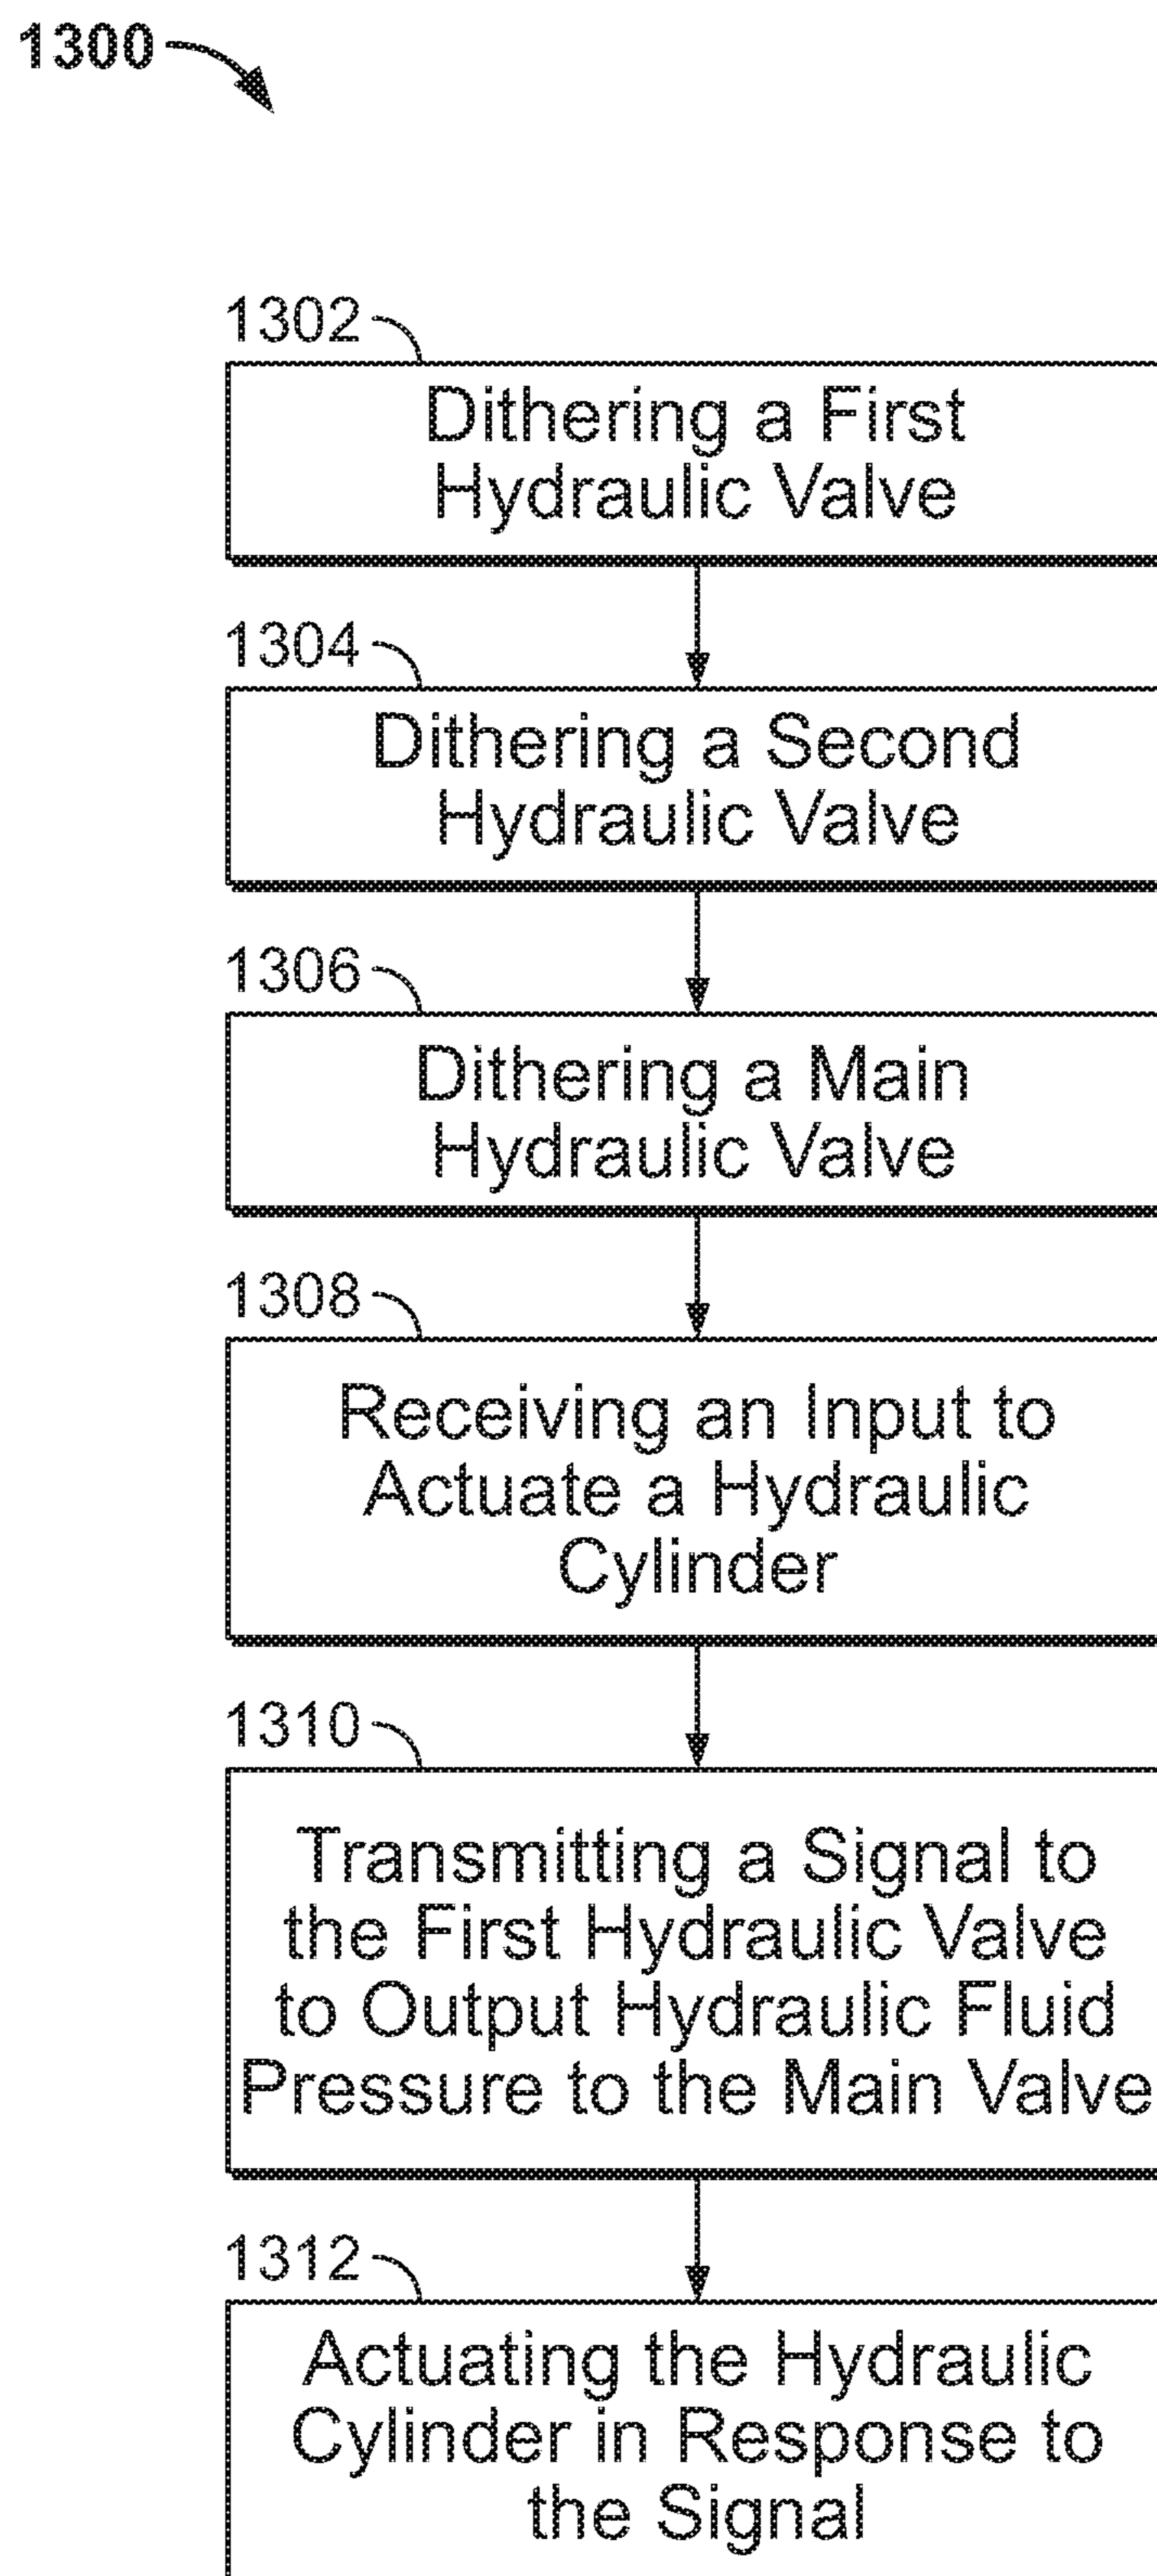 1300
1302
Dithering a First
Hydraulic Valve
1304
Dithering a Second
Hydraulic Valve
1306
Dithering a Main
Hydraulic Valve
1308
Receiving an Input to
Actuate a Hydraulic
Cylinder
1310
Transmitting a Signal to
the First Hydraulic Valve
to Output Hydraulic Fluid
Pressure to the Main Valve
1312
Actuating the Hydraulic
Cylinder in Response to
the Signal